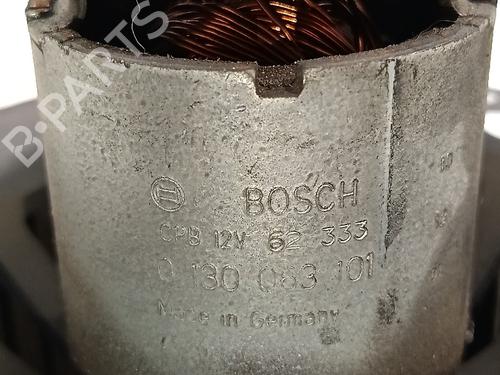 B-PARTS
BOSCH
CPB 12V 62 333
0 130 063 101
Made in Germany